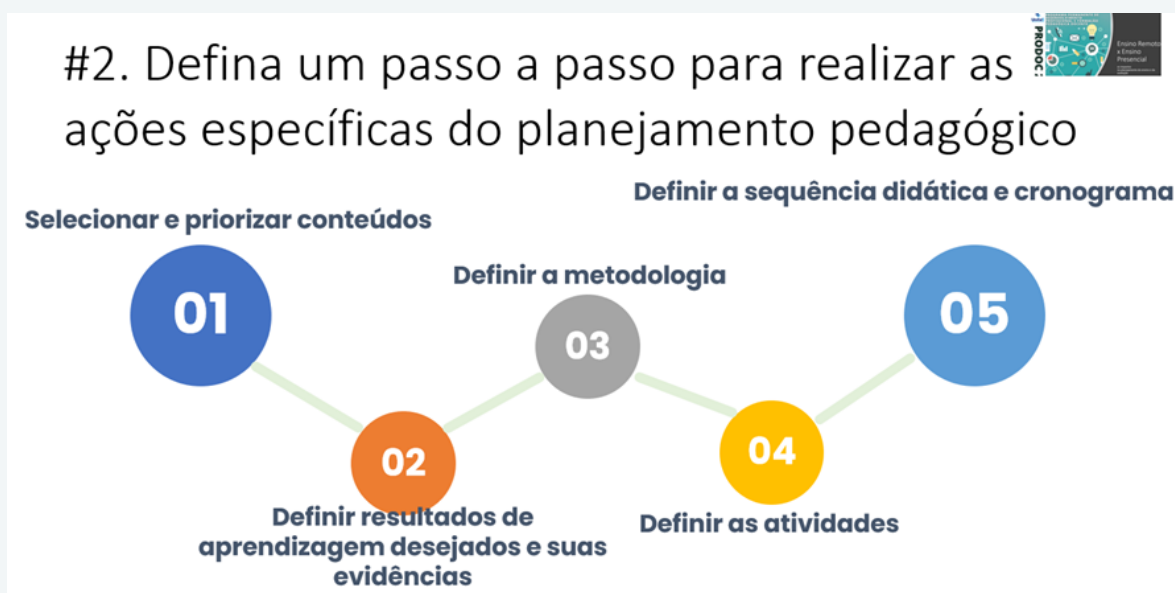 #2. Defina um passo a passo para realizar as
ações específicas do planejamento pedagógico
PRODOC:
Ensino Remoto
x Ensino
Presencial
Selecionar e priorizar conteúdos
01
02
Definir resultados de
aprendizagem desejados e suas
evidências
Definir a metodologia
03
04
Definir as atividades
Definir a sequência didática e cronograma
05